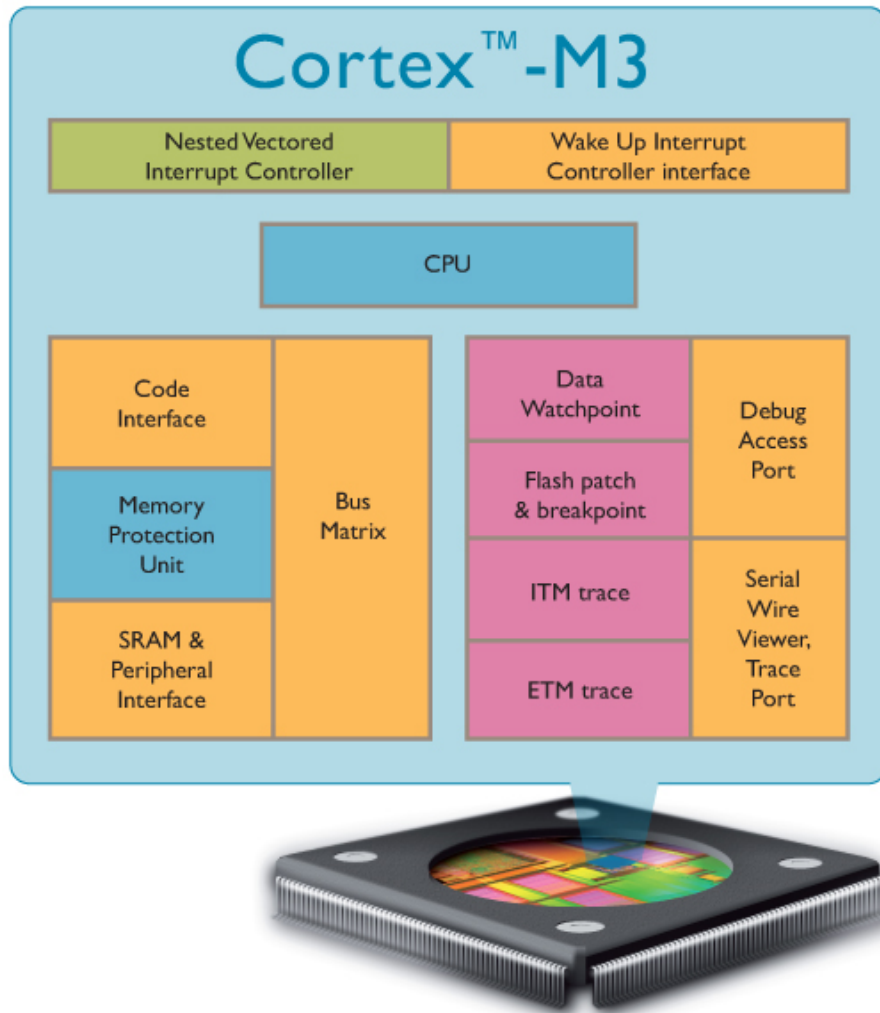 Cortex™-M3
Nested Vectored
Interrupt Controller
Wake Up Interrupt
Controller interface
CPU
Code
Interface
Memory
Protection
Unit
SRAM &
Peripheral
Interface
Bus
Matrix
Data
Watchpoint
Flash patch
& breakpoint
ITM trace
ETM trace
Debug
Access
Port
Serial
Wire
Viewer,
Trace
Port